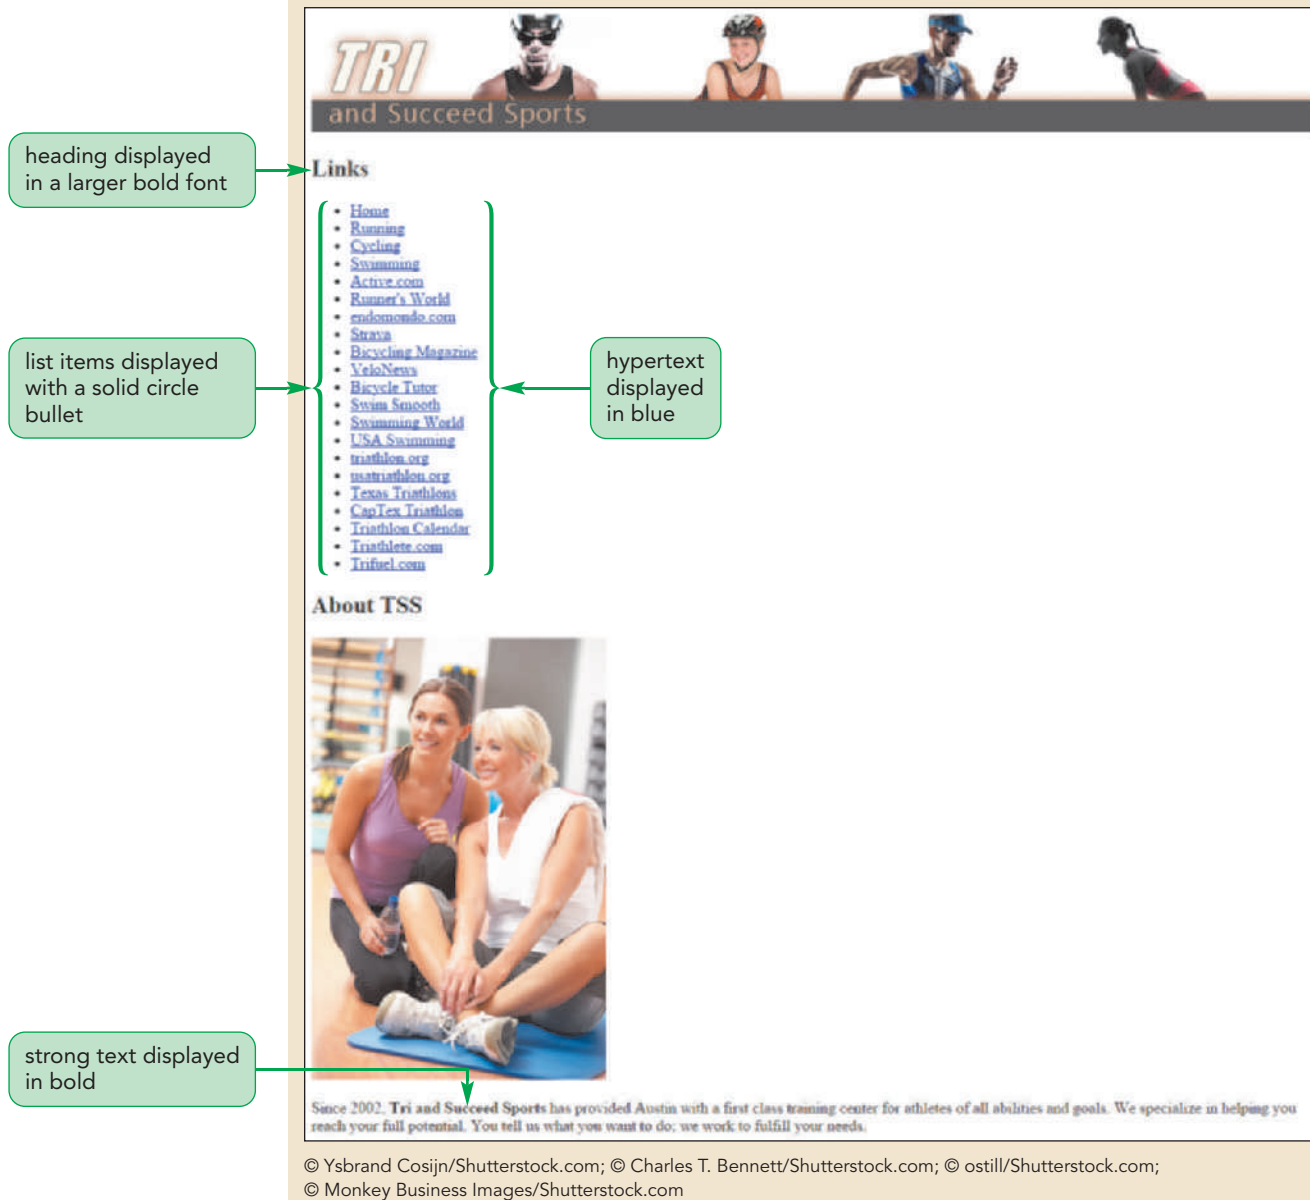 TRI
and Succeed Sports
heading displayed
in a larger bold font
Links
Home
Running
Cycling
Swimming
Active.com
Runner's World
endomondo.com
Strava
Bicycling Magazine
VeloNews
Bicycle Tutor
Swim Smooth
Swimming World
USA Swimming
triathlon.org
usatriathlon.org
Texas Triathlons
CapTex Triathlon
Triathlon Calendar
Triathlete.com
Trifuel.com
list items displayed
with a solid circle
bullet
hypertext
displayed
in blue
About TSS
strong text displayed
in bold
Since 2002, Tri and Succeed Sports has provided Austin with a first class training center for athletes of all abilities and goals. We specialize in helping you
reach your full potential. You tell us what you want to do; we work to fulfill your needs.
© Ysbrand Cosijn/Shutterstock.com; © Charles T. Bennett/Shutterstock.com; © ostill/Shutterstock.com;
© Monkey Business Images/Shutterstock.com